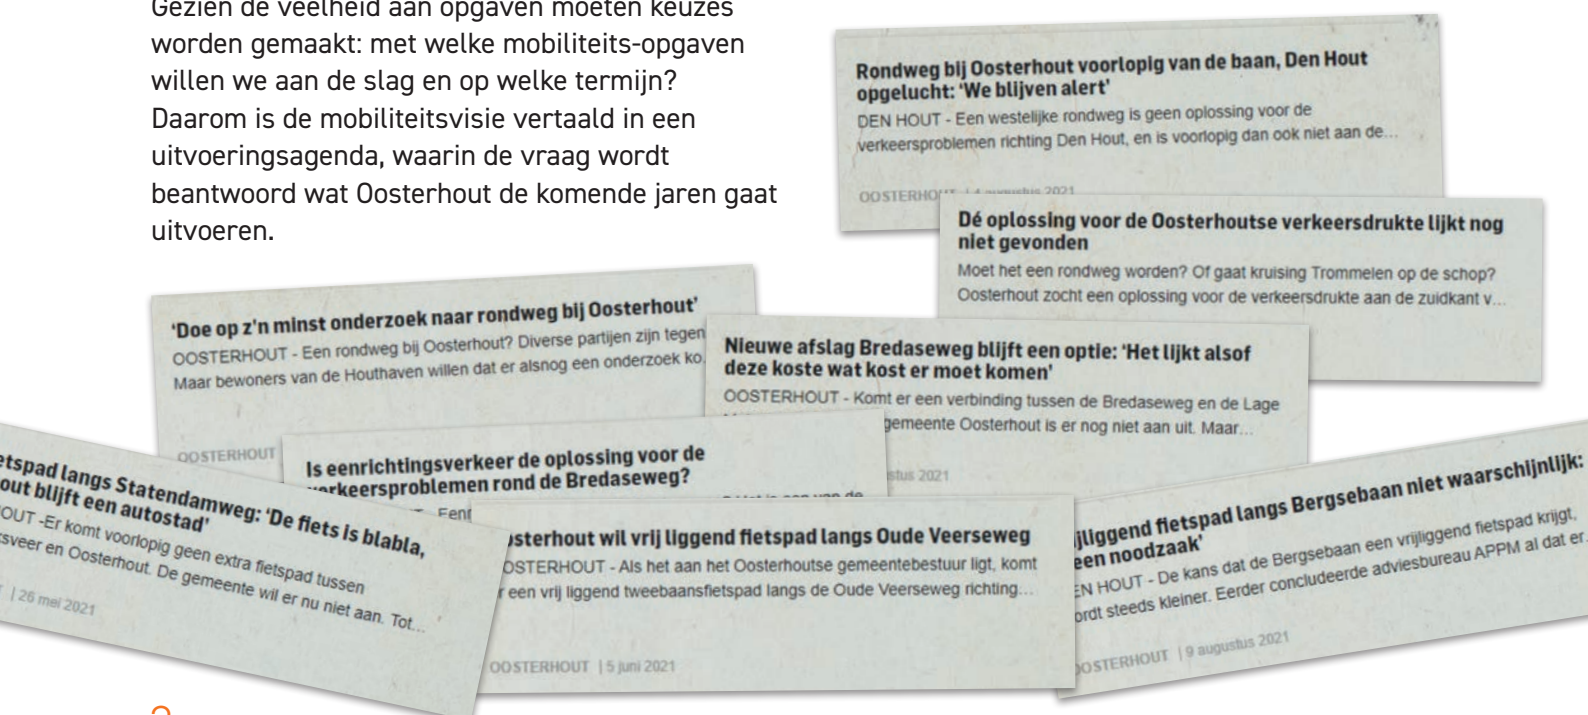 Gezien de veelheid aan opgaven moeten keuzes
worden gemaakt: met welke mobiliteits-opgaven
willen we aan de slag en op welke termijn?
Daarom is de mobiliteitsvisie vertaald in een
uitvoeringsagenda, waarin de vraag wordt
beantwoord wat Oosterhout de komende jaren gaat
uitvoeren.
Rondweg bij Oosterhout voorlopig van de baan, Den Hout
opgelucht: ‘We blijven alert’
DEN HOUT - Een westelijke rondweg is geen oplossing voor de
verkeersproblemen richting Den Hout, en is voorlopig dan ook niet aan de...
4 augustus 2021
Dé oplossing voor de Oosterhoutse verkeersdrukte lijkt nog
niet gevonden
Moet het een rondweg worden? Of gaat kruising Trommelen op de schop?
Oosterhout zocht een oplossing voor de verkeersdrukte aan de zuidkant v...
‘Doe op z’n minst onderzoek naar rondweg bij Oosterhout’
OOSTERHOUT - Een rondweg bij Oosterhout? Diverse partijen zijn tegen
Maar bewoners van de Houthaven willen dat er alsnog een onderzoek ko
OOSTERHOUT
Nieuwe afslag Bredaseweg blijft een optie: ‘Het lijkt alsof
deze koste wat kost er moet komen’
OOSTERHOUT - Komt er een verbinding tussen de Bredaseweg en de Lage
gemeente Oosterhout is er nog niet aan uit. Maar...
stus 2021
Is eenrichtingsverkeer de oplossing voor de
verkeersproblemen rond de Bredaseweg?
etspad langs Statendamweg: ‘De fiets is blabla,
out blijft een autostad’
OUT -Er komt voorlopig geen extra fietspad tussen
sveer en Oosterhout. De gemeente wil er nu niet aan. Tot...
| 26 mei 2021
osterhout wil vrij liggend fietspad langs Oude Veerseweg
OSTERHOUT - Als het aan het Oosterhoutse gemeentebestuur ligt, komt
r een vrij liggend tweebaansfietspad langs de Oude Veerseweg richting...
OOSTERHOUT | 5 juni 2021
ijliggend fietspad langs Bergsebaan niet waarschijnlijk:
een noodzaak’
EN HOUT - De kans dat de Bergsebaan een vrijliggend fietspad krijgt,
ordt steeds kleiner. Eerder concludeerde adviesbureau APPM al dat er
OOSTERHOUT | 9 augustus 2021